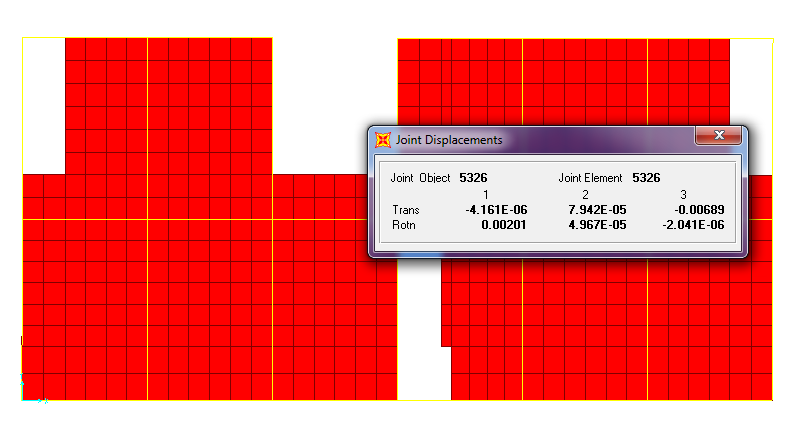 Joint Displacements
Joint Object 5326 Joint Element 5326
1 2 3
Trans -4.161E-06 7.942E-05 -0.00689
Rotn 0.00201 4.967E-05 -2.041E-06